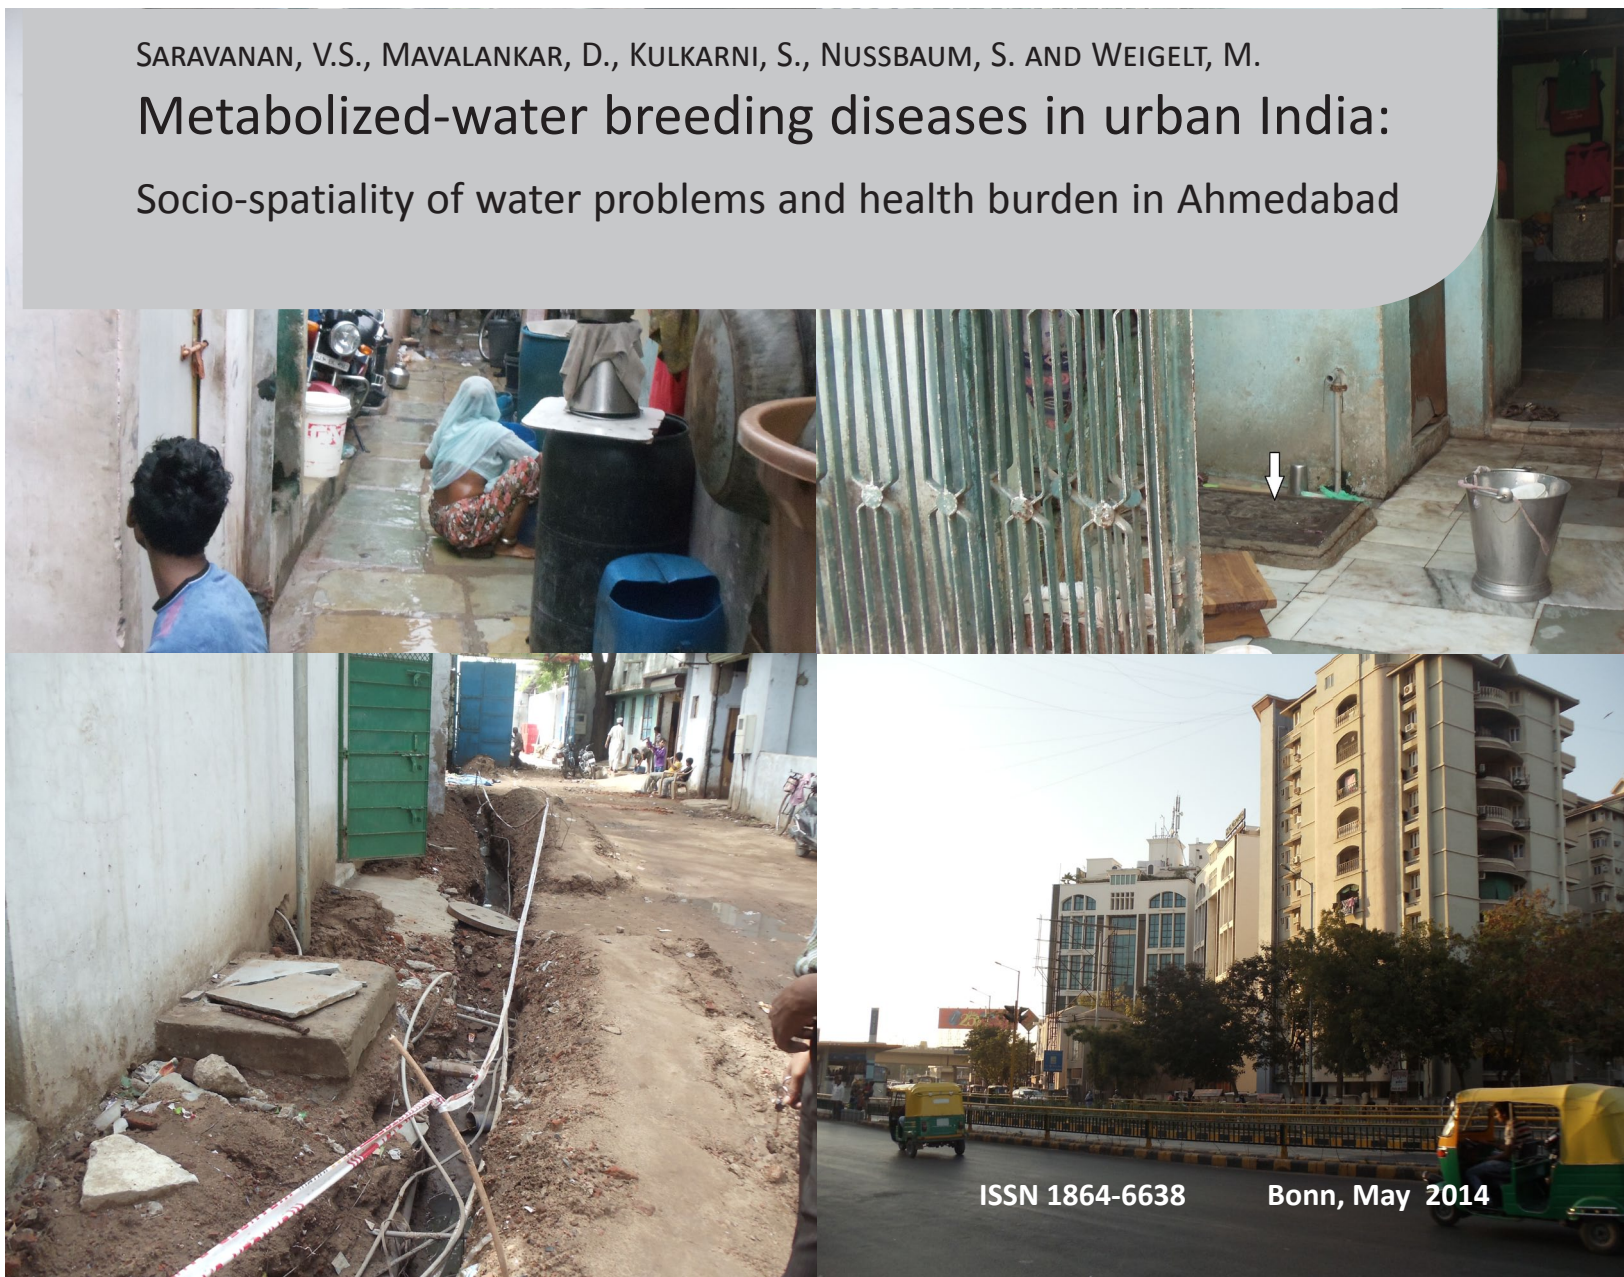 SARAVANAN, V.S., MAVALANKAR, D., KULKARNI, S., NUSSBAUM, S. AND WEIGELT, M.
Metabolized-water breeding diseases in urban India:
Socio-spatiality of water problems and health burden in Ahmedabad
ISSN 1864-6638 Bonn, May 2014